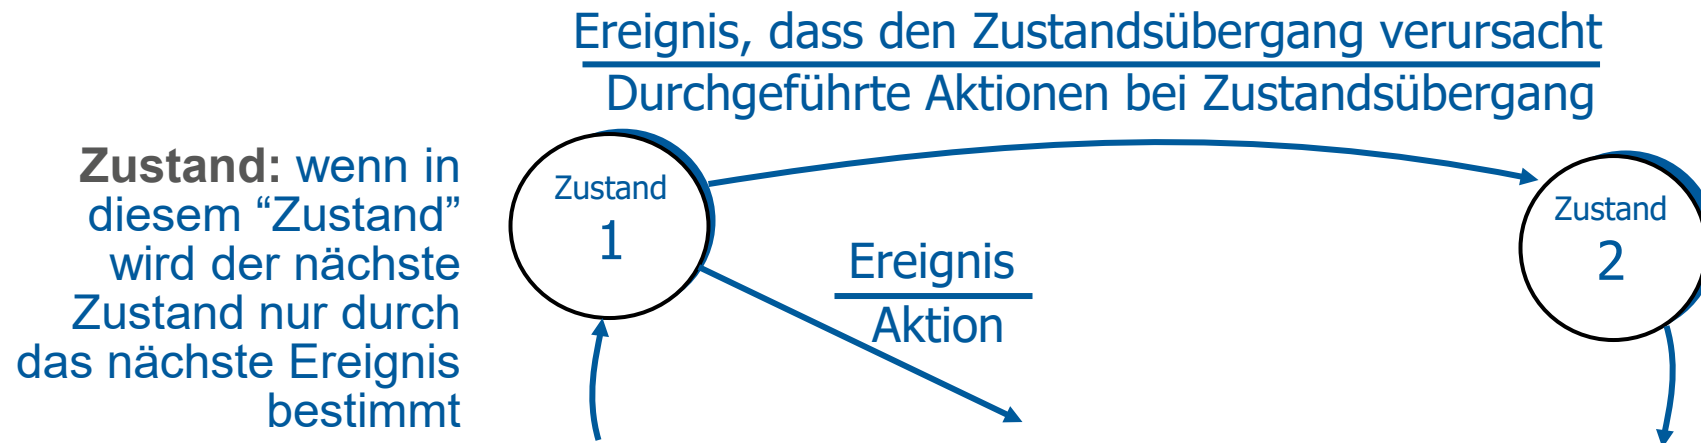 Ereignis, dass den Zustandsübergang verursacht
Durchgeführte Aktionen bei Zustandsübergang
Zustand: wenn in
diesem “Zustand”
wird der nächste
Zustand nur durch
das nächste Ereignis
bestimmt
Zustand
1
Ereignis
Aktion
Zustand
2